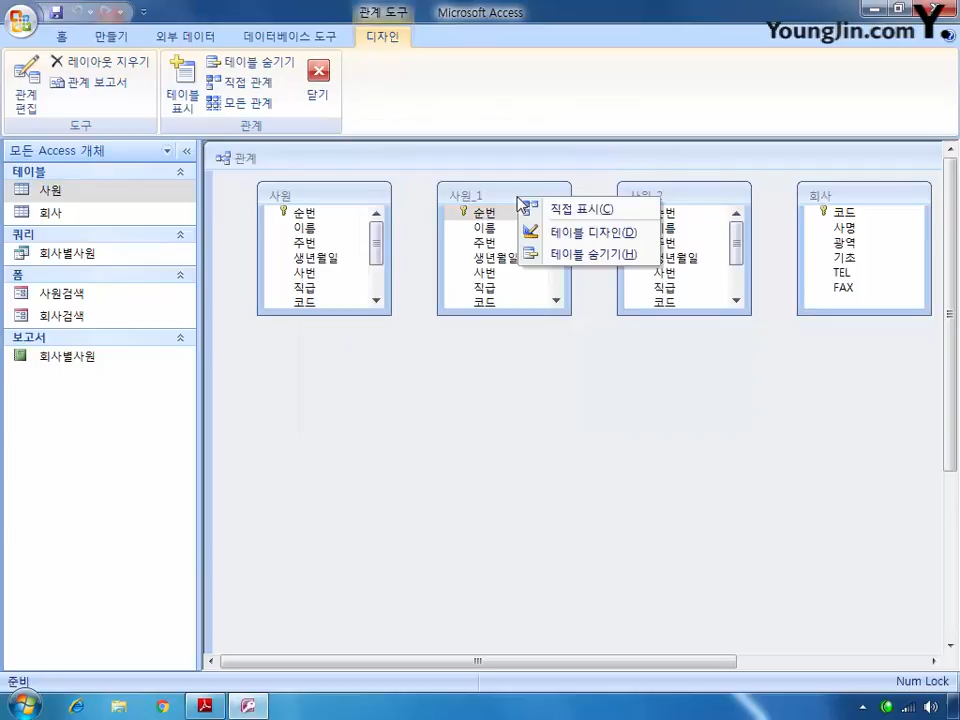 관계 도구
Microsoft Access
YoungJin.com Y.
홈
만들기
외부 데이터
데이터베이스 도구
디자인
관계
편집
레이아웃 지우기
관계 보고서
도구
테이블
표시
테이블 숨기기
직접 관계
모든 관계
닫기
관계
모든 Access 개체
테이블
사원
회사
쿼리
회사별사원
폼
사원검색
회사검색
보고서
회사별사원
관계
사원
순번
이름
주번
생년월일
사번
직급
코드
사원_1
순번
이름
주번
생년월일
사번
직급
코드
직접 표시(C)
테이블 디자인(D)
테이블 숨기기(H)
생년월일
사번
직급
코드
회사
코드
사명
광역
기초
TEL
FAX
준비
Num Lock